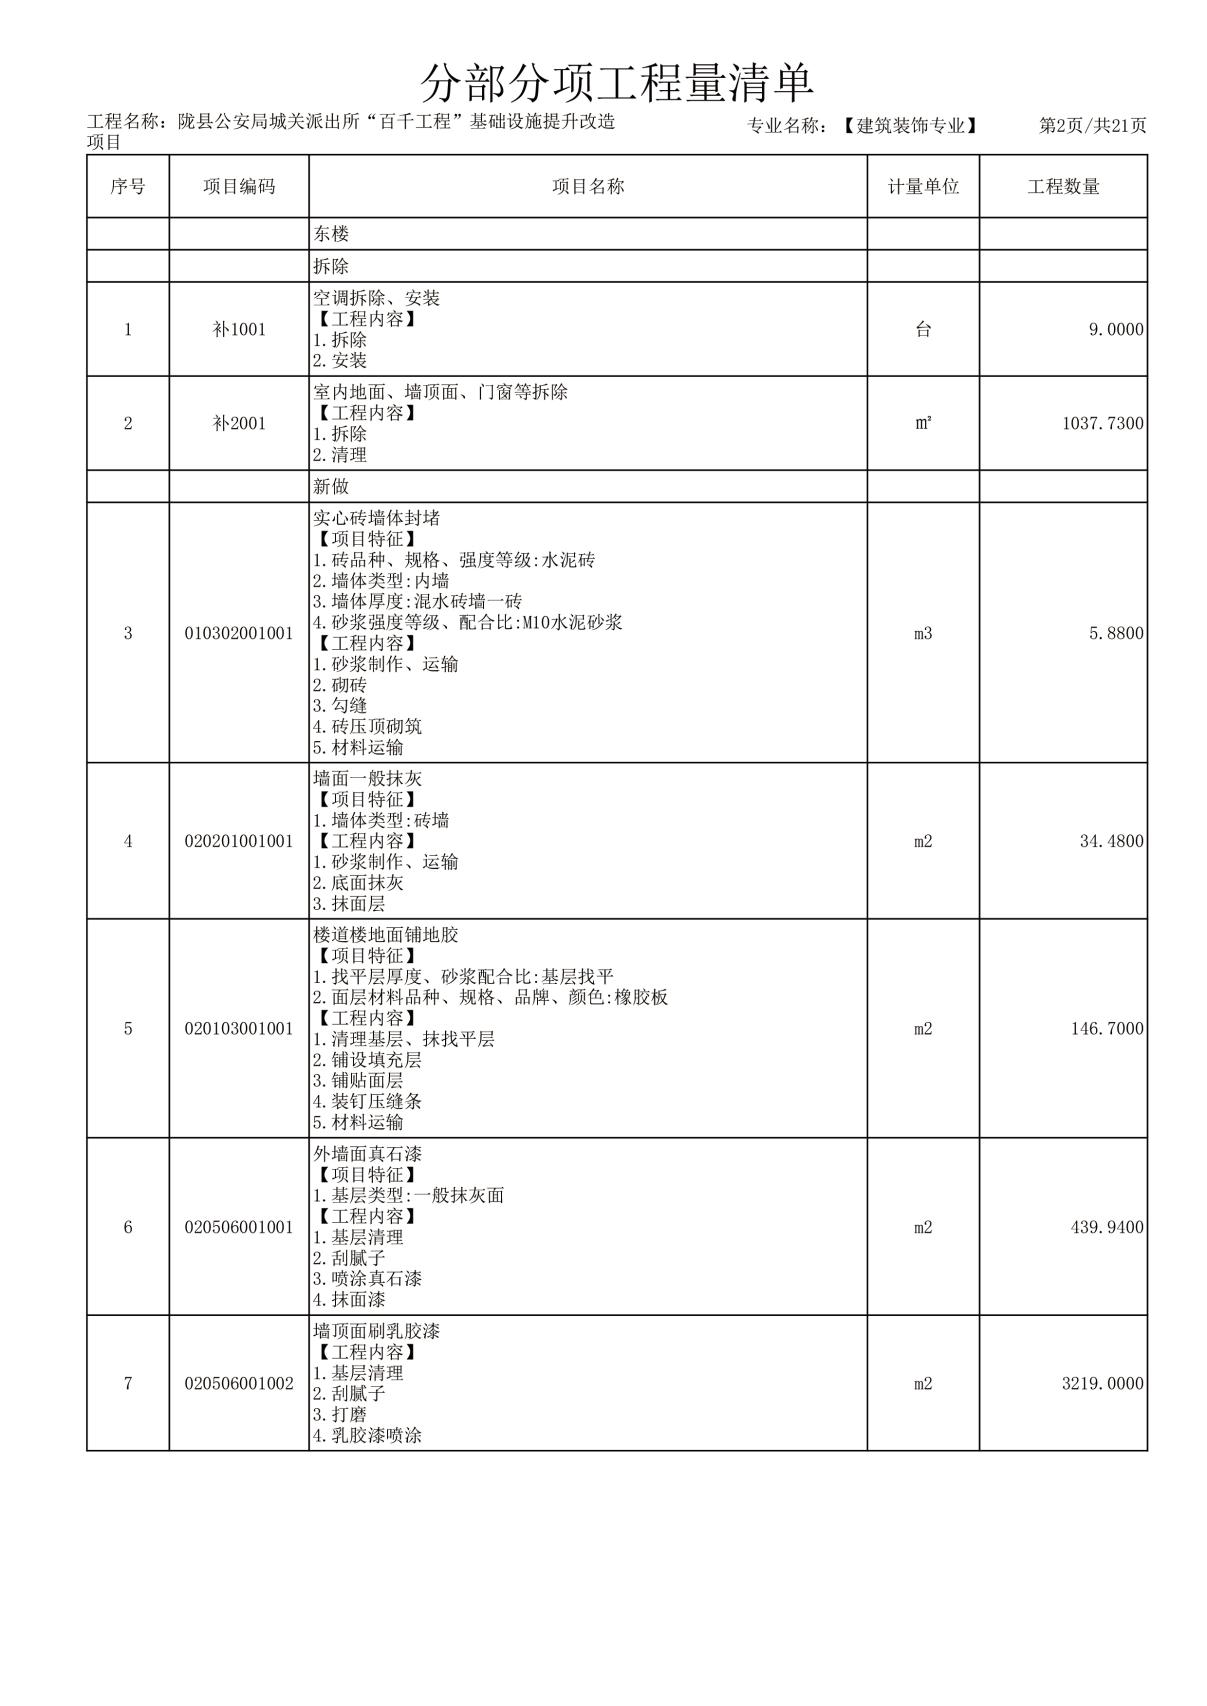 分部分项工程量清单
工程名称：陇县公安局城关派出所“百千工程”基础设施提升改造
项目
专业名称：【建筑装饰专业】
第2页/共21页
序号 项目编码 项目名称 计量单位 工程数量
东楼
拆除
1 补1001 空调拆除、安装 台 9.0000
【工程内容】
1.拆除
2.安装
2 补2001 室内地面、墙顶面、门窗等拆除 m² 1037.7300
【工程内容】
1.拆除
2.清理
新做
3 010302001001 实心砖墙体封堵 m3 5.8800
【项目特征】
1.砖品种、规格、强度等级:水泥砖
2.墙体类型:内墙
3.墙体厚度:混水砖墙一砖
4.砂浆强度等级、配合比:M10水泥砂浆
【工程内容】
1.砂浆制作、运输
2.砌砖
3.勾缝
4.砖压顶砌筑
5.材料运输
4 020201001001 墙面一般抹灰 m2 34.4800
【项目特征】
1.墙体类型:砖墙
【工程内容】
1.砂浆制作、运输
2.底面抹灰
3.抹面层
5 020103001001 楼道楼地面铺地胶 m2 146.7000
【项目特征】
1.找平层厚度、砂浆配合比:基层找平
2.面层材料品种、规格、品牌、颜色:橡胶板
【工程内容】
1.清理基层、抹找平层
2.铺设填充层
3.铺贴面层
4.装钉压缝条
5.材料运输
6 020506001001 外墙面真石漆 m2 439.9400
【项目特征】
1.基层类型:一般抹灰面
【工程内容】
1.基层清理
2.刮腻子
3.喷涂真石漆
4.抹面漆
7 020506001002 墙顶面刷乳胶漆 m2 3219.0000
【工程内容】
1.基层清理
2.刮腻子
3.打磨
4.乳胶漆喷涂